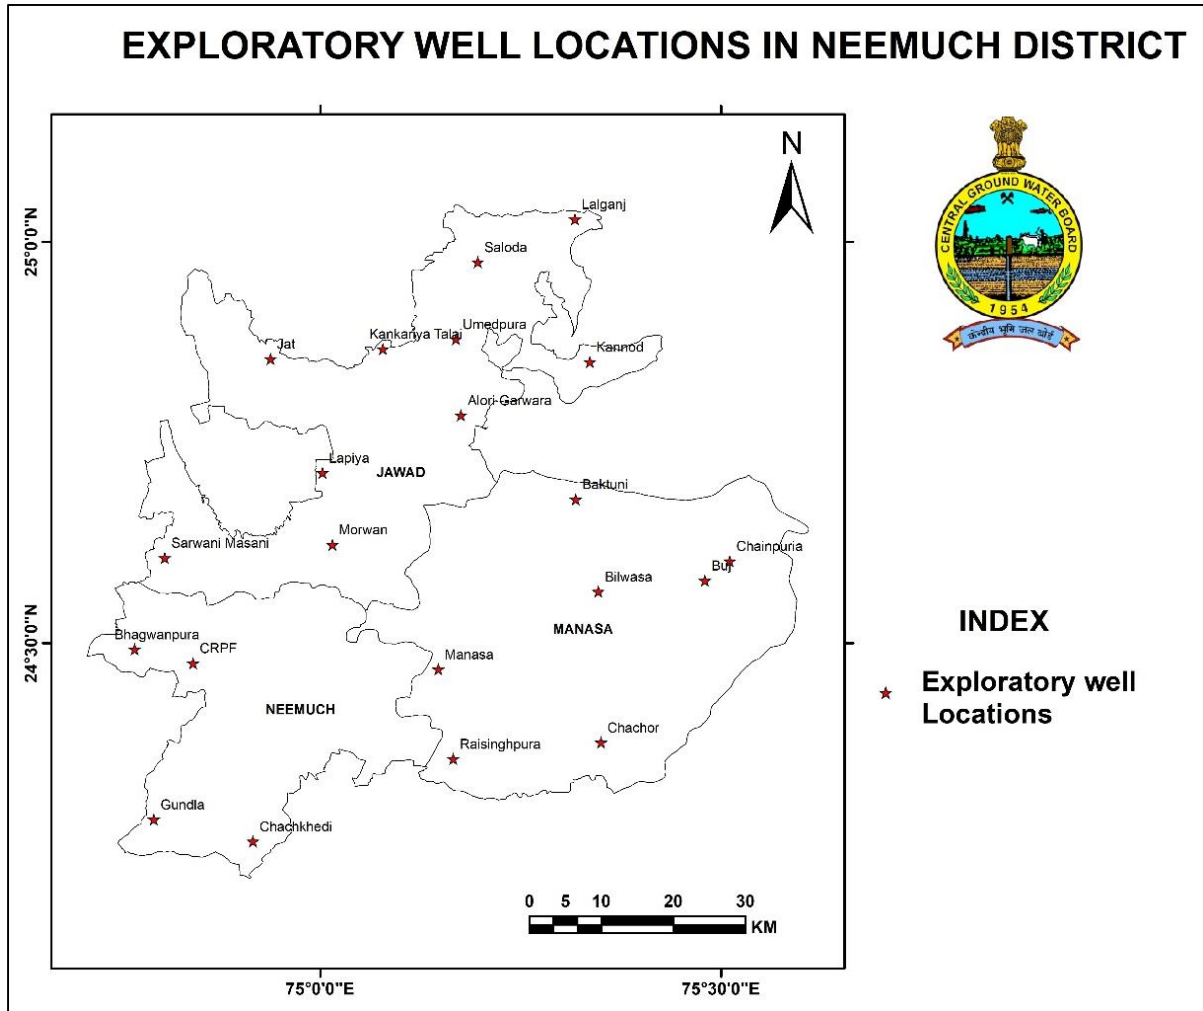 EXPLORATORY WELL LOCATIONS IN NEEMUCH DISTRICT
N
CENTRAL GROUND WATER BOARD
1954
केन्द्रीय भूमि जल बोर्ड
25°0'0"N
24°30'0"N
Lalganj
Saloda
Umedpura
Kankariya Talai
Jat
Kannod
Alori Garwara
Lapiya
JAWAD
Baktuni
Morwan
Sarwani Masani
Chainpuria
Buj
Bilwasa
MANASA
Bhagwanpura
CRPF
Manasa
NEEMUCH
Chachor
Raisinghpura
Gundla
Chachkhedi
INDEX
Exploratory well
Locations
0 5 10 20 30
KM
75°0'0"E
75°30'0"E